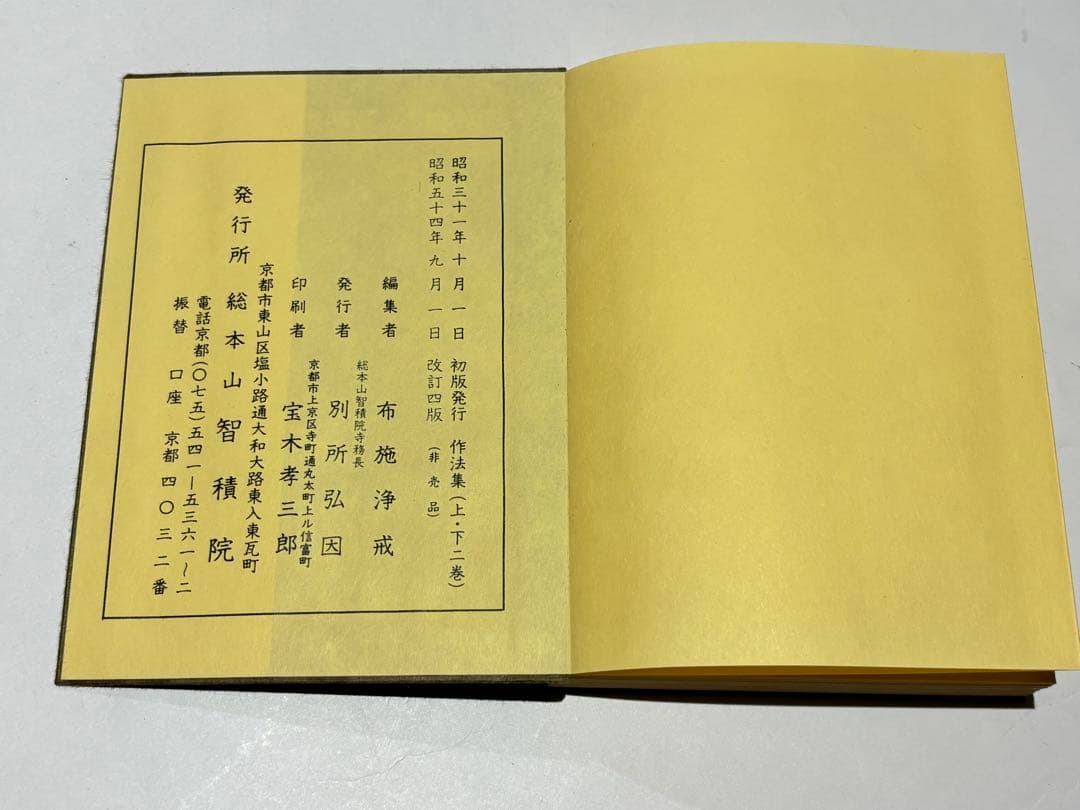 昭和三十一年十月一日 初版発行 作法集(上・下二巻)
昭和五十四年九月一日 改訂四版 (非売品)
編集者 布施浄戒
総本山智積院寺務長
発行者 別所弘因
京都市上京区寺町通丸太町上ル信富町
印刷者 宝木孝三郎
京都市東山区塩小路通大和大路東入東瓦町
発行所 総本山智積院
電話京都(〇七五)五四一―五三六一~二
振替口座 京都四〇三二番